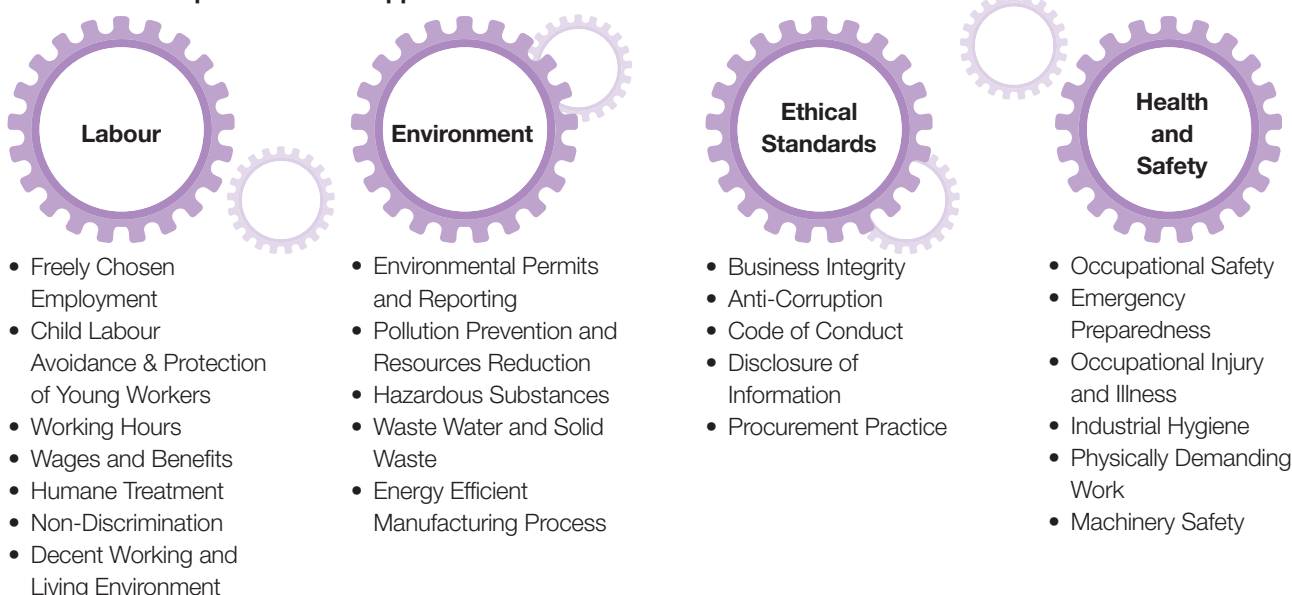 Labour
• Freely Chosen
Employment
• Child Labour
Avoidance & Protection
of Young Workers
• Working Hours
• Wages and Benefits
• Humane Treatment
• Non-Discrimination
• Decent Working and
Living Environment
Environment
• Environmental Permits
and Reporting
• Pollution Prevention and
Resources Reduction
• Hazardous Substances
• Waste Water and Solid
Waste
• Energy Efficient
Manufacturing Process
Ethical
Standards
• Business Integrity
• Anti-Corruption
• Code of Conduct
• Disclosure of
Information
• Procurement Practice
Health
and
Safety
• Occupational Safety
• Emergency
Preparedness
• Occupational Injury
and Illness
• Industrial Hygiene
• Physically Demanding
Work
• Machinery Safety